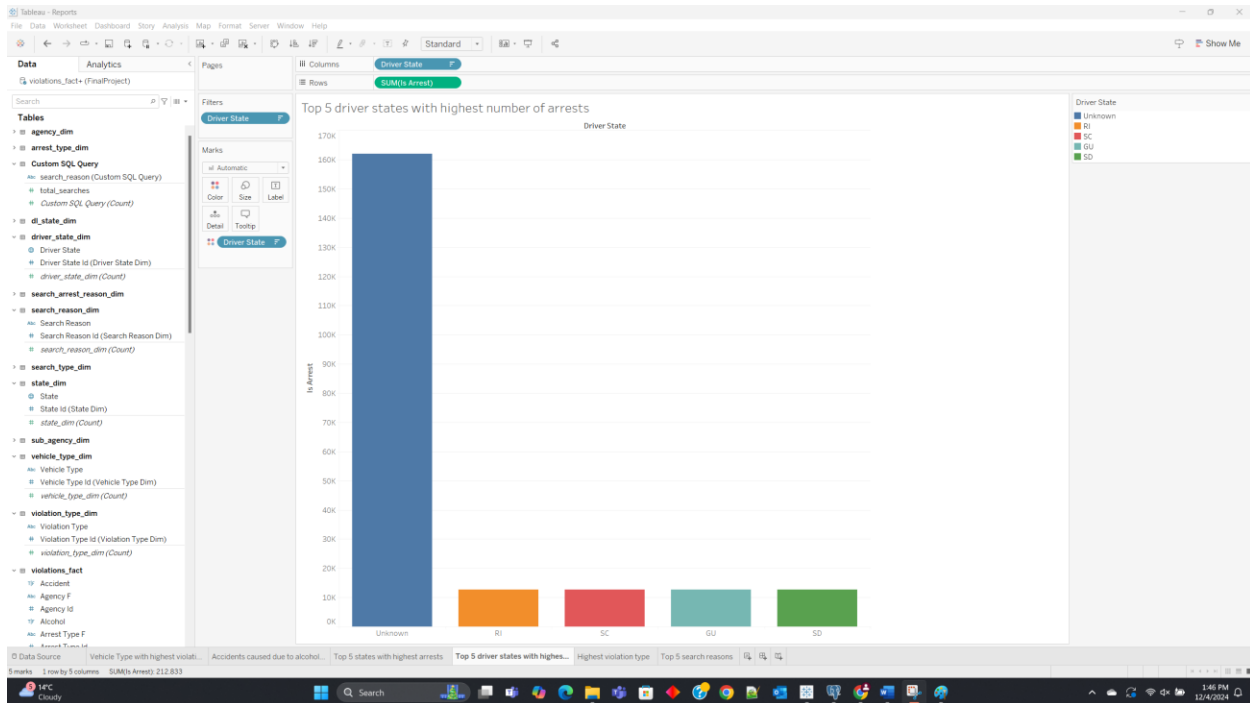 Tableau - Reports
File Data Worksheet Dashboard Story Analysis Map Format Server Window Help
Standard
Show Me
Data Analytics
violations_fact+ (FinalProject)
Search
Tables
agency_dim
arrest_type_dim
Custom SQL Query
Abc search_reason (Custom SQL Query)
# total_searches
# Custom SQL Query (Count)
dl_state_dim
driver_state_dim
Driver State
# Driver State Id (Driver State Dim)
# driver_state_dim (Count)
search_arrest_reason_dim
search_reason_dim
Abc Search Reason
# Search Reason Id (Search Reason Dim)
# search_reason_dim (Count)
search_type_dim
state_dim
State
# State Id (State Dim)
# state_dim (Count)
sub_agency_dim
vehicle_type_dim
Abc Vehicle Type
# Vehicle Type Id (Vehicle Type Dim)
# vehicle_type_dim (Count)
violation_type_dim
Abc Violation Type
# Violation Type Id (Violation Type Dim)
# violation_type_dim (Count)
violations_fact
T|F Accident
Abc Agency F
# Agency Id
T|F Alcohol
Abc Arrest Type F
# Arrest Type Id
Pages
Filters
Driver State
Marks
Automatic
Color Size Label
Detail Tooltip
Driver State
Columns Driver State
Rows SUM(Is Arrest)
Top 5 driver states with highest number of arrests
Driver State
170K
160K
150K
140K
130K
120K
110K
100K
90K
80K
70K
60K
50K
40K
30K
20K
10K
0K
Is Arrest
Unknown RI SC GU SD
Driver State
Unknown
RI
SC
GU
SD
Data Source Vehicle Type with highest violati... Accidents caused due to alcohol... Top 5 states with highest arrests Top 5 driver states with highes... Highest violation type Top 5 search reasons
5 marks 1 row by 5 columns SUM(Is Arrest): 212,833
5
14°C
Cloudy
Search
1:46 PM
12/4/2024